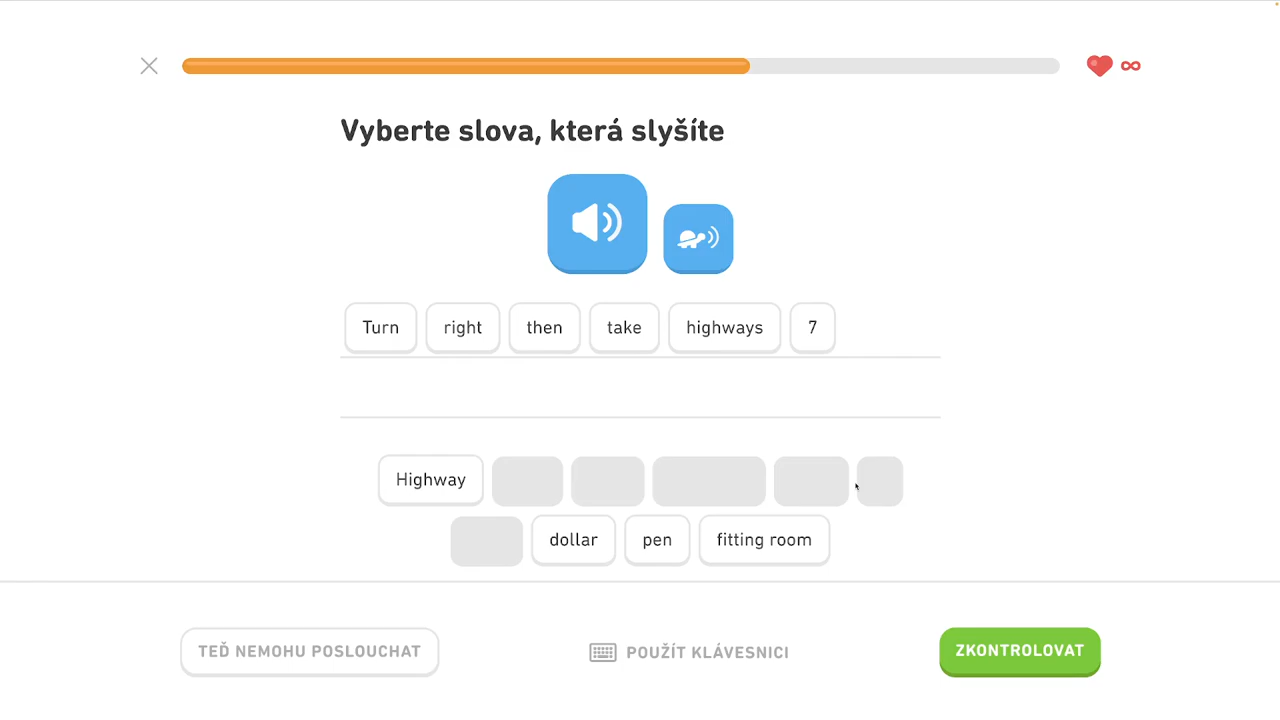 Vyberte slova, která slyšíte
Turn right then take highways 7
Highway
dollar pen fitting room
TEĎ NEMOHU POSLOUCHAT POUŽÍT KLÁVESNICI ZKONTROLOVAT